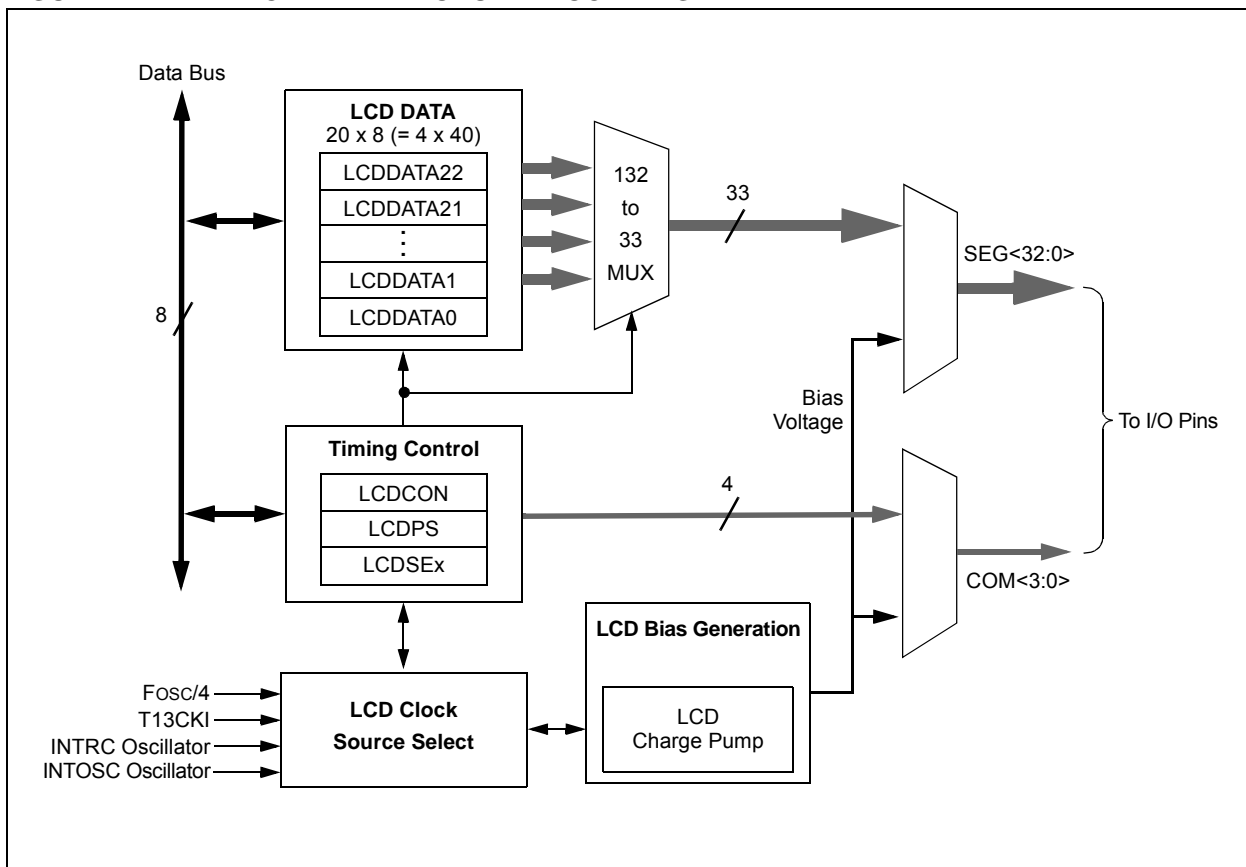 Data Bus
8
LCD DATA
20 x 8 (= 4 x 40)
LCDDATA22
LCDDATA21
⋮
LCDDATA1
LCDDATA0
132
to
33
MUX
33
SEG<32:0>
Bias
Voltage
To I/O Pins
Timing Control
LCDCON
LCDPS
LCDSEx
4
COM<3:0>
LCD Bias Generation
LCD
Charge Pump
FOSC/4
T13CKI
INTRC Oscillator
INTOSC Oscillator
LCD Clock
Source Select